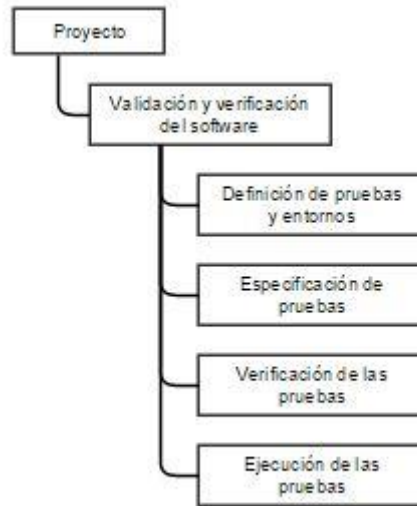 Proyecto
Validación y verificación
del software
Definición de pruebas
y entornos
Especificación de
pruebas
Verificación de las
pruebas
Ejecución de las
pruebas